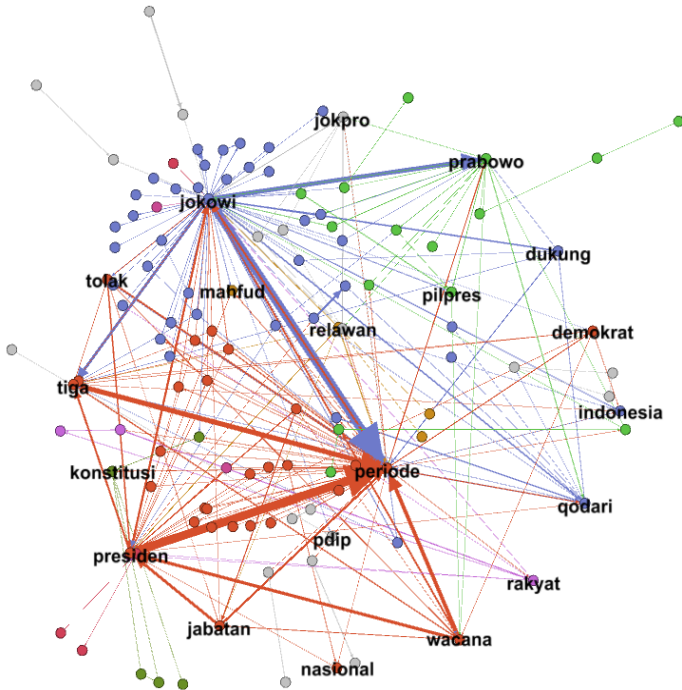 jokpro
prabowo
jokowi
dukung
tolak
mahfud
pilpres
relawan
demokrat
tiga
indonesia
konstitusi
periode
qodari
pdip
presiden
rakyat
jabatan
wacana
nasional